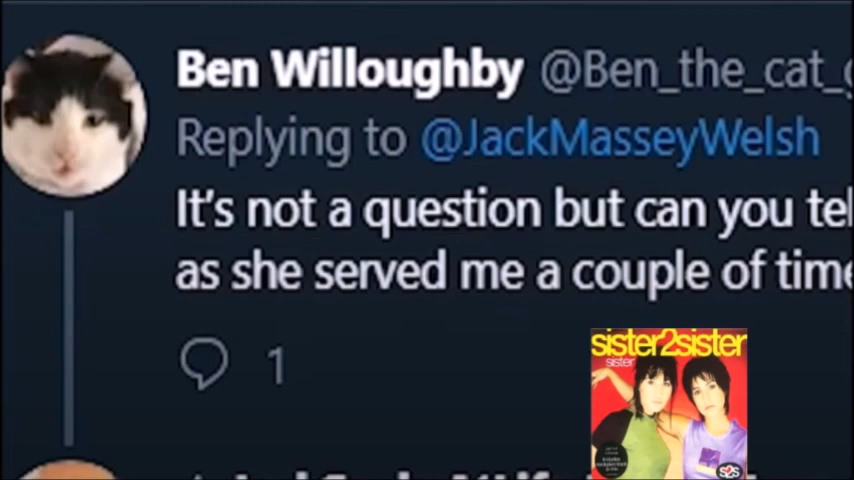 Ben Willoughby @Ben_the_cat_
Replying to @JackMasseyWelsh
It's not a question but can you tel
as she served me a couple of time
1
sister2sister
sister
s2s